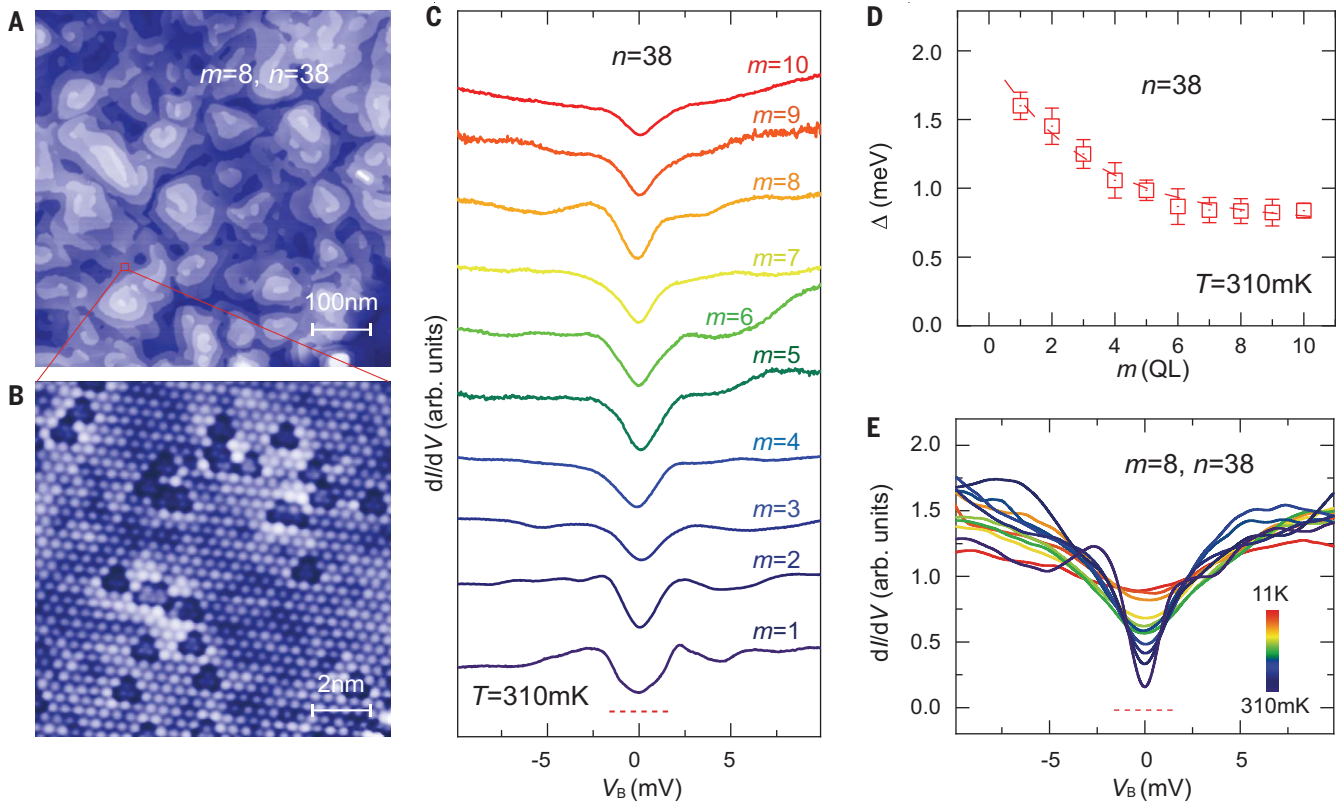 A
m=8, n=38
100nm
B
2nm
C
n=38
m=10
m=9
m=8
m=7
m=6
m=5
m=4
m=3
m=2
m=1
T=310mK
dI/dV (arb. units)
-5 0 5
V_B (mV)
D
2.0
1.5
1.0
0.5
0.0
Δ (meV)
n=38
T=310mK
0 2 4 6 8 10
m (QL)
E
2.0
1.5
1.0
0.5
0.0
dI/dV (arb. units)
m=8, n=38
11K
310mK
-5 0 5
V_B (mV)